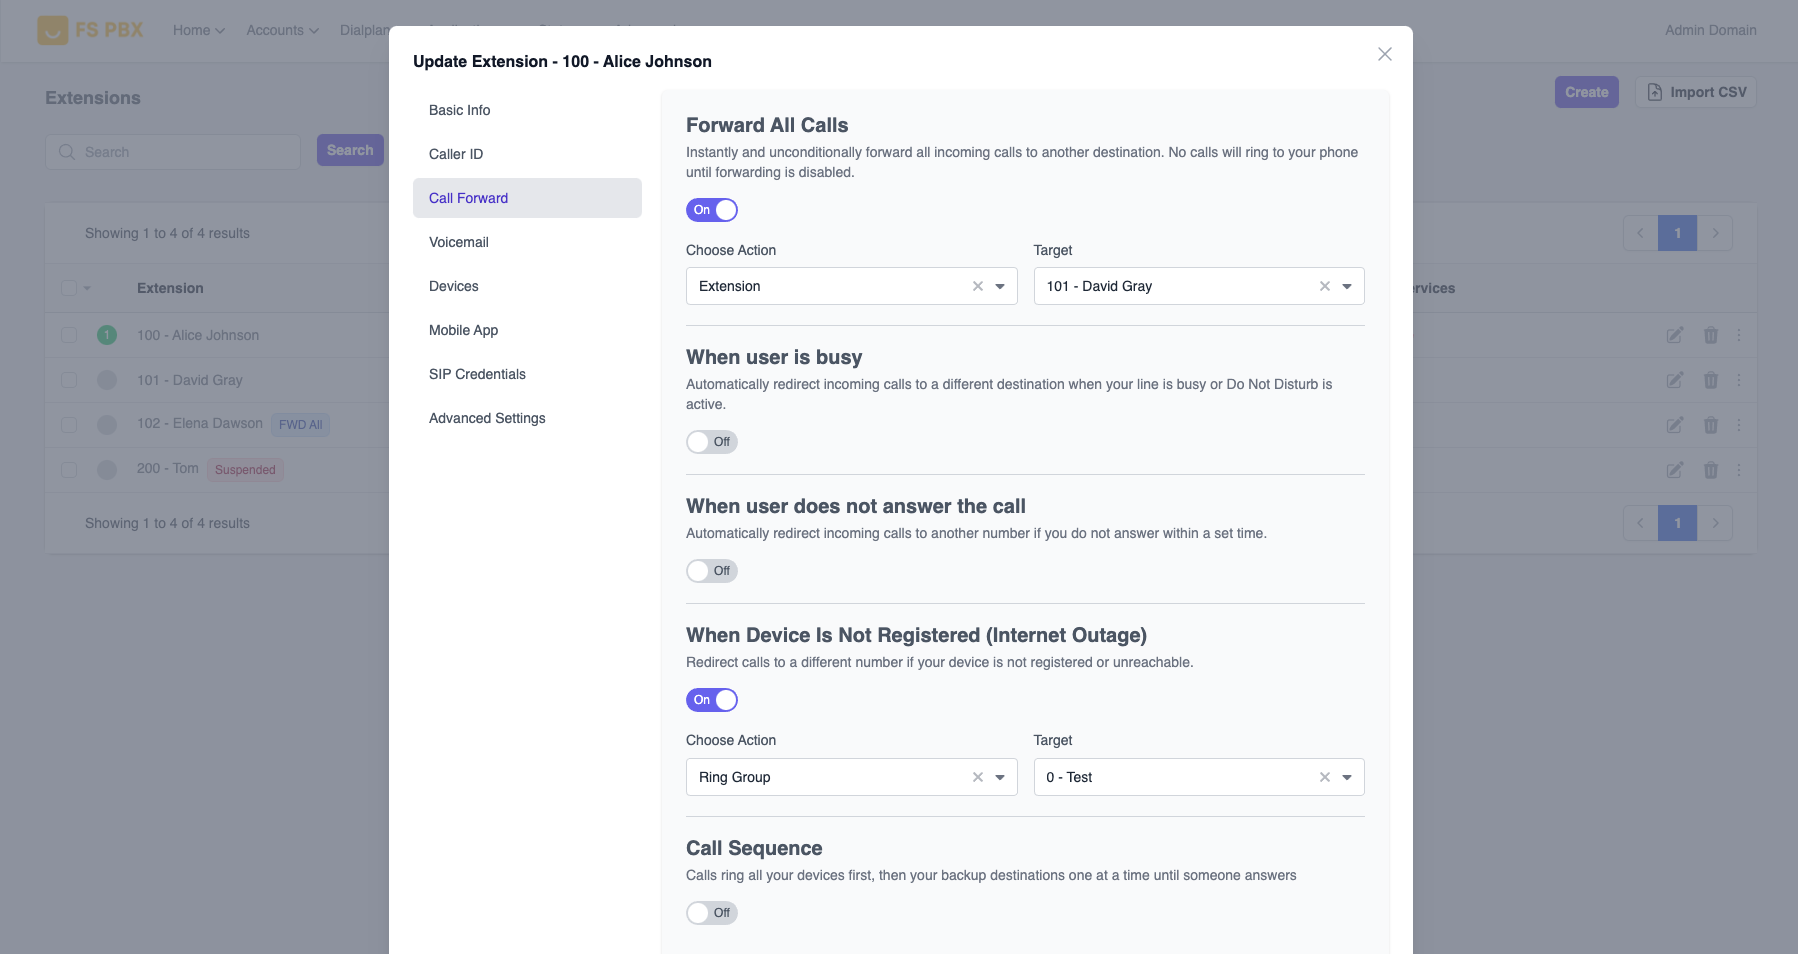 FS PBX
Home
Accounts
Dialplan
Admin Domain
Extensions
Create
Import CSV
Search
Search
Showing 1 to 4 of 4 results
1
Extension
rvices
1
100 - Alice Johnson
101 - David Gray
102 - Elena Dawson
FWD All
200 - Tom
Suspended
Showing 1 to 4 of 4 results
1
Update Extension - 100 - Alice Johnson
Basic Info
Caller ID
Call Forward
Voicemail
Devices
Mobile App
SIP Credentials
Advanced Settings
Forward All Calls
Instantly and unconditionally forward all incoming calls to another destination. No calls will ring to your phone
until forwarding is disabled.
On
Choose Action
Target
Extension
101 - David Gray
When user is busy
Automatically redirect incoming calls to a different destination when your line is busy or Do Not Disturb is
active.
Off
When user does not answer the call
Automatically redirect incoming calls to another number if you do not answer within a set time.
Off
When Device Is Not Registered (Internet Outage)
Redirect calls to a different number if your device is not registered or unreachable.
On
Choose Action
Target
Ring Group
0 - Test
Call Sequence
Calls ring all your devices first, then your backup destinations one at a time until someone answers
Off